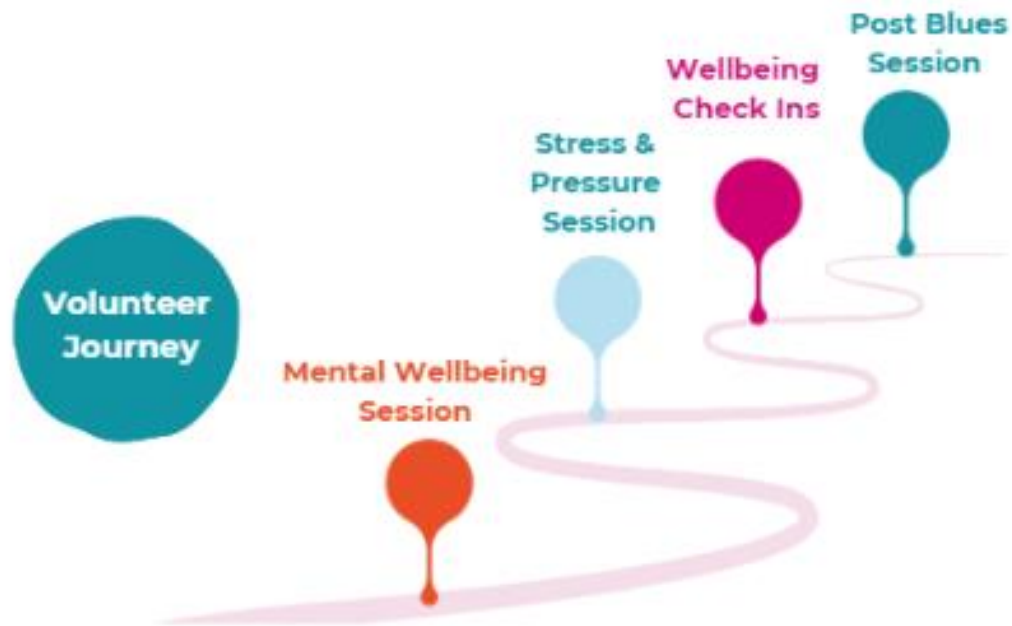 Volunteer
Journey
Mental Wellbeing
Session
Stress &
Pressure
Session
Wellbeing
Check Ins
Post Blues
Session